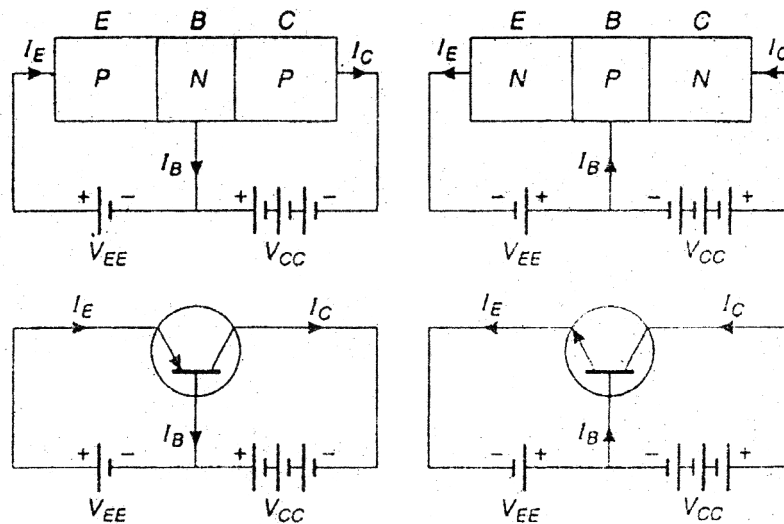 E B C E B C
I_E I_C I_E I_C
P N P N P N
I_B I_B
+ − + − − + − +
V_EE V_CC V_EE V_CC
I_E I_C I_E I_C
I_B I_B
+ − + − − + − +
V_EE V_CC V_EE V_CC